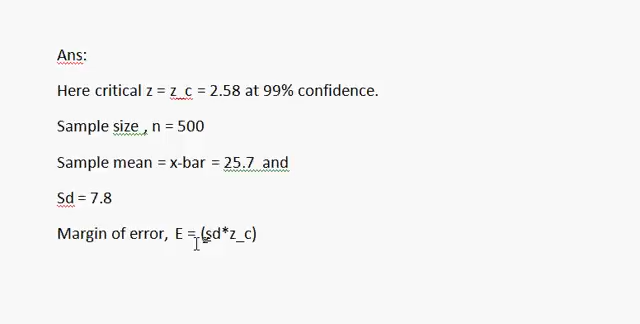 Ans:
Here critical z = z_c = 2.58 at 99% confidence.
Sample size , n = 500
Sample mean = x-bar = 25.7 and
Sd = 7.8
Margin of error, E = (sd*z_c)